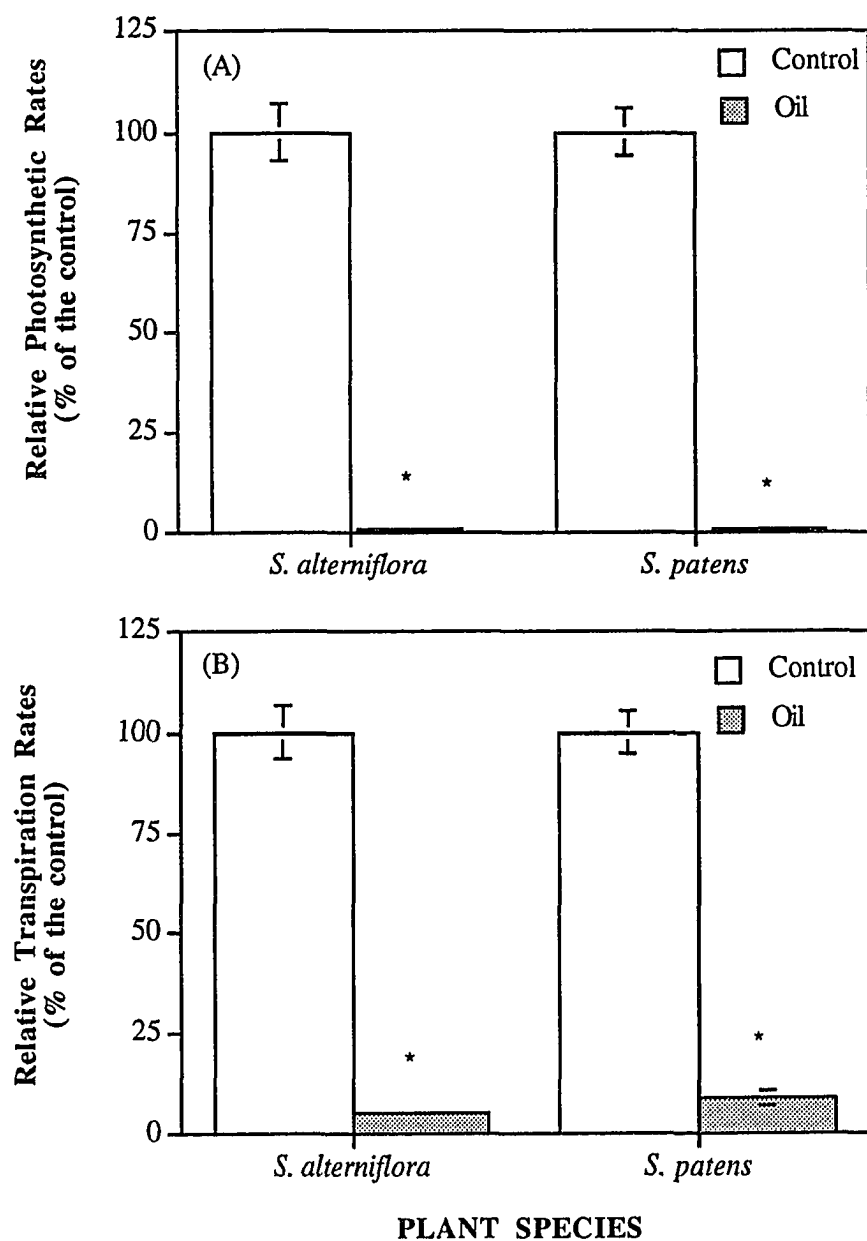 125
(A)
Control
Oil
100
75
50
25
0
Relative Photosynthetic Rates
(% of the control)
*
*
S. alterniflora
S. patens
125
(B)
Control
Oil
100
75
50
25
0
Relative Transpiration Rates
(% of the control)
*
*
S. alterniflora
S. patens
PLANT SPECIES